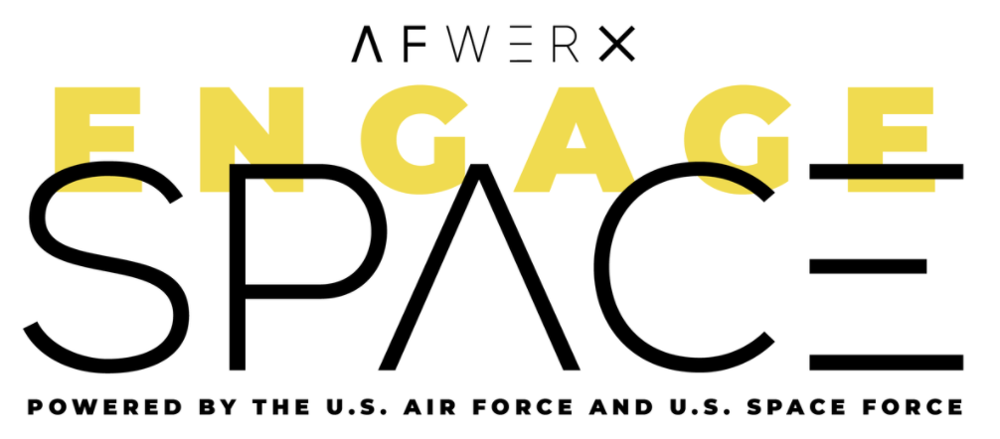 AFWERX
ENGAGE
SPACE
POWERED BY THE U.S. AIR FORCE AND U.S. SPACE FORCE